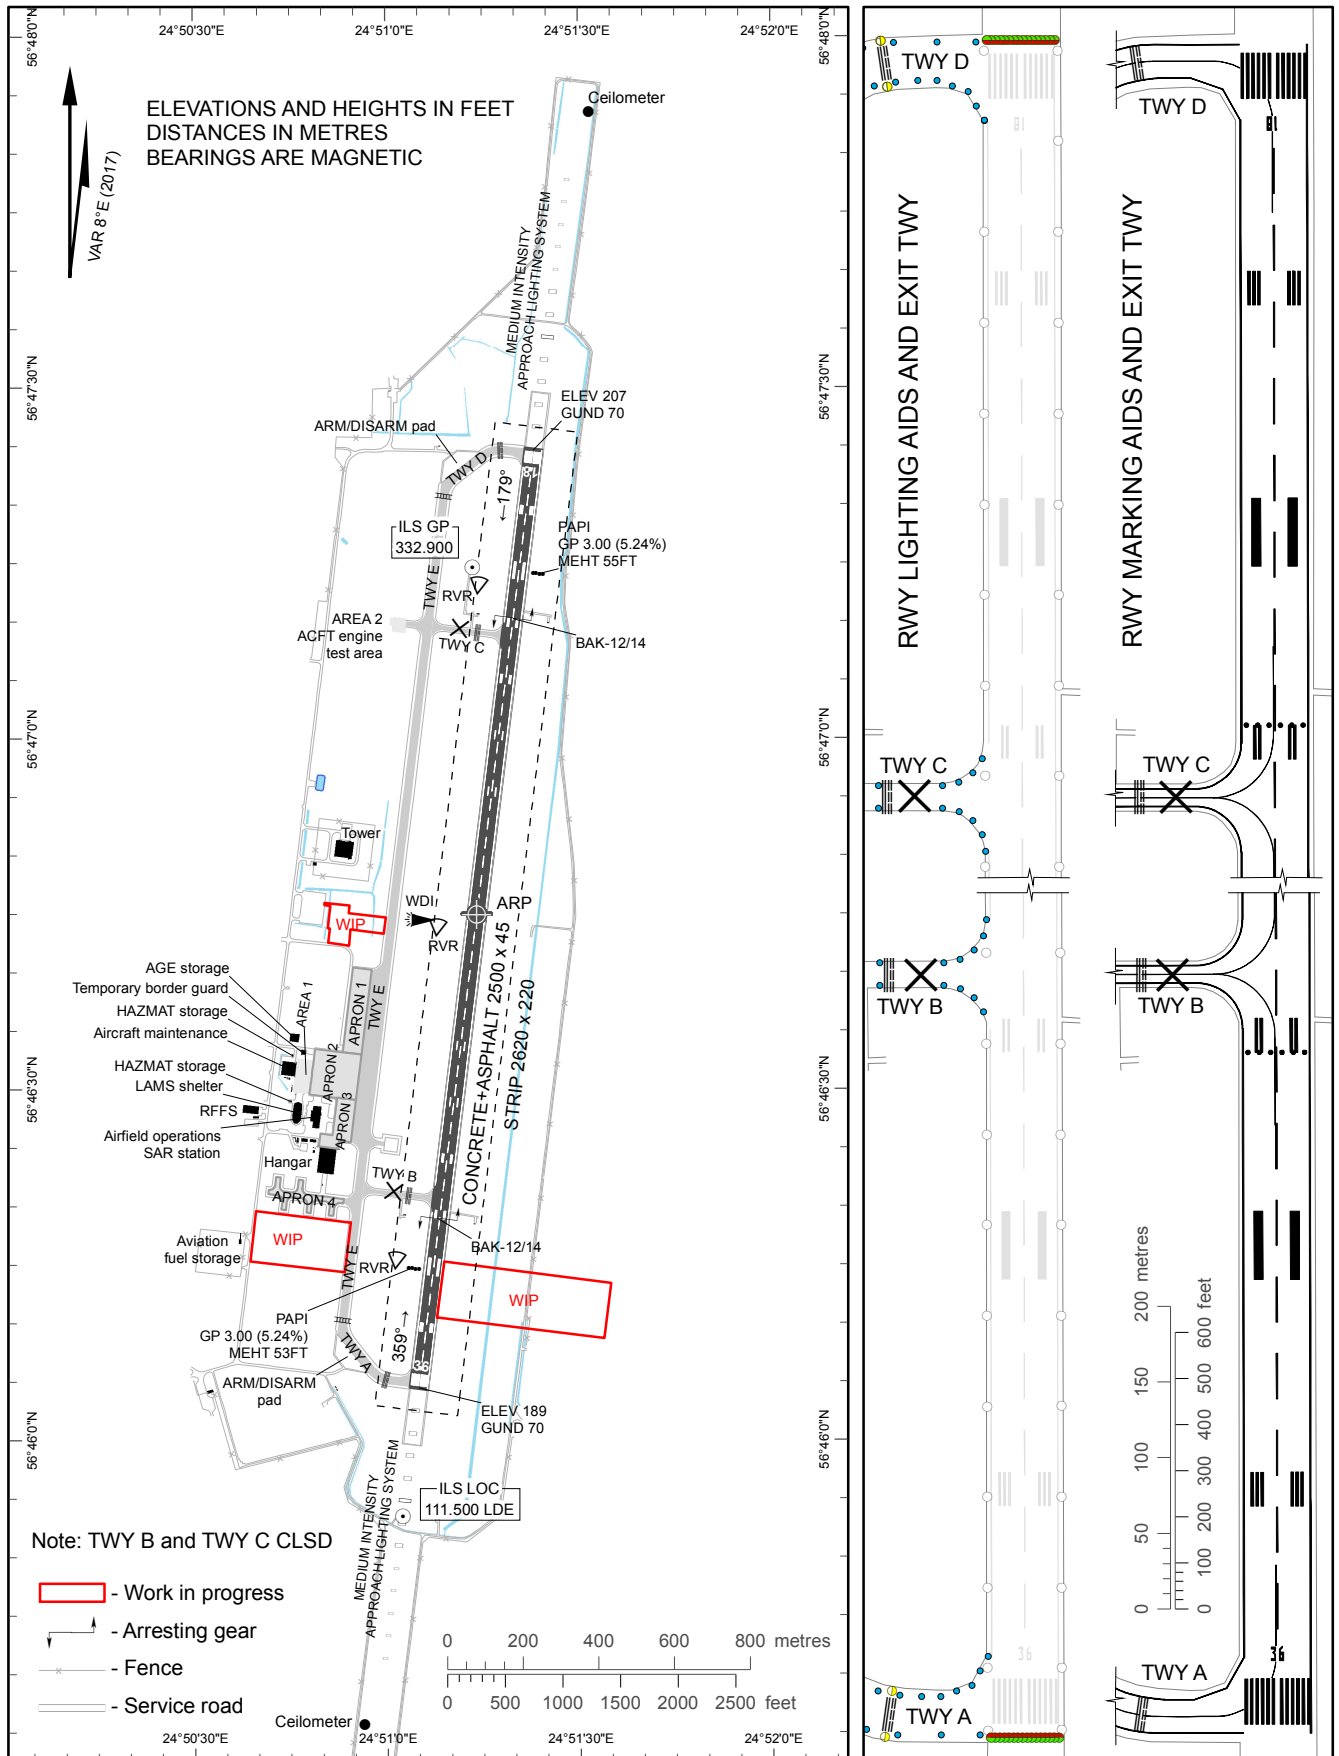 24°50'30"E
24°51'0"E
24°51'30"E
24°52'0"E
56°48'0"N
56°48'0"N
Ceilometer
ELEVATIONS AND HEIGHTS IN FEET
DISTANCES IN METRES
BEARINGS ARE MAGNETIC
VAR 8°E (2017)
MEDIUM INTENSITY
APPROACH LIGHTING SYSTEM
56°47'30"N
56°47'30"N
ELEV 207
GUND 70
ARM/DISARM pad
TWY D
18
←179°
ILS GP
332.900
PAPI
GP 3.00 (5.24%)
MEHT 55FT
TWY E
RVR
AREA 2
ACFT engine
test area
TWY C
BAK-12/14
56°47'0"N
56°47'0"N
Tower
WIP
WDI
RVR
ARP
AGE storage
Temporary border guard
HAZMAT storage
Aircraft maintenance
HAZMAT storage
LAMS shelter
RFFS
Airfield operations
SAR station
Hangar
AREA 1
APRON 1
TWY E
APRON 2
APRON 3
CONCRETE+ASPHALT 2500 x 45
STRIP 2620 x 220
56°46'30"N
56°46'30"N
TWY B
APRON 4
Aviation
fuel storage
WIP
TWY E
RVR
BAK-12/14
WIP
PAPI
GP 3.00 (5.24%)
MEHT 53FT
359°→
36
TWY A
ARM/DISARM
pad
ELEV 189
GUND 70
56°46'0"N
56°46'0"N
MEDIUM INTENSITY
APPROACH LIGHTING SYSTEM
ILS LOC
111.500 LDE
Note: TWY B and TWY C CLSD
- Work in progress
- Arresting gear
- Fence
- Service road
0 200 400 600 800 metres
0 500 1000 1500 2000 2500 feet
Ceilometer
24°50'30"E
24°51'0"E
24°51'30"E
24°52'0"E
TWY D
18
RWY LIGHTING AIDS AND EXIT TWY
TWY C
TWY B
36
TWY A
TWY D
18
RWY MARKING AIDS AND EXIT TWY
TWY C
TWY B
0 50 100 150 200 metres
0 100 200 300 400 500 600 feet
36
TWY A